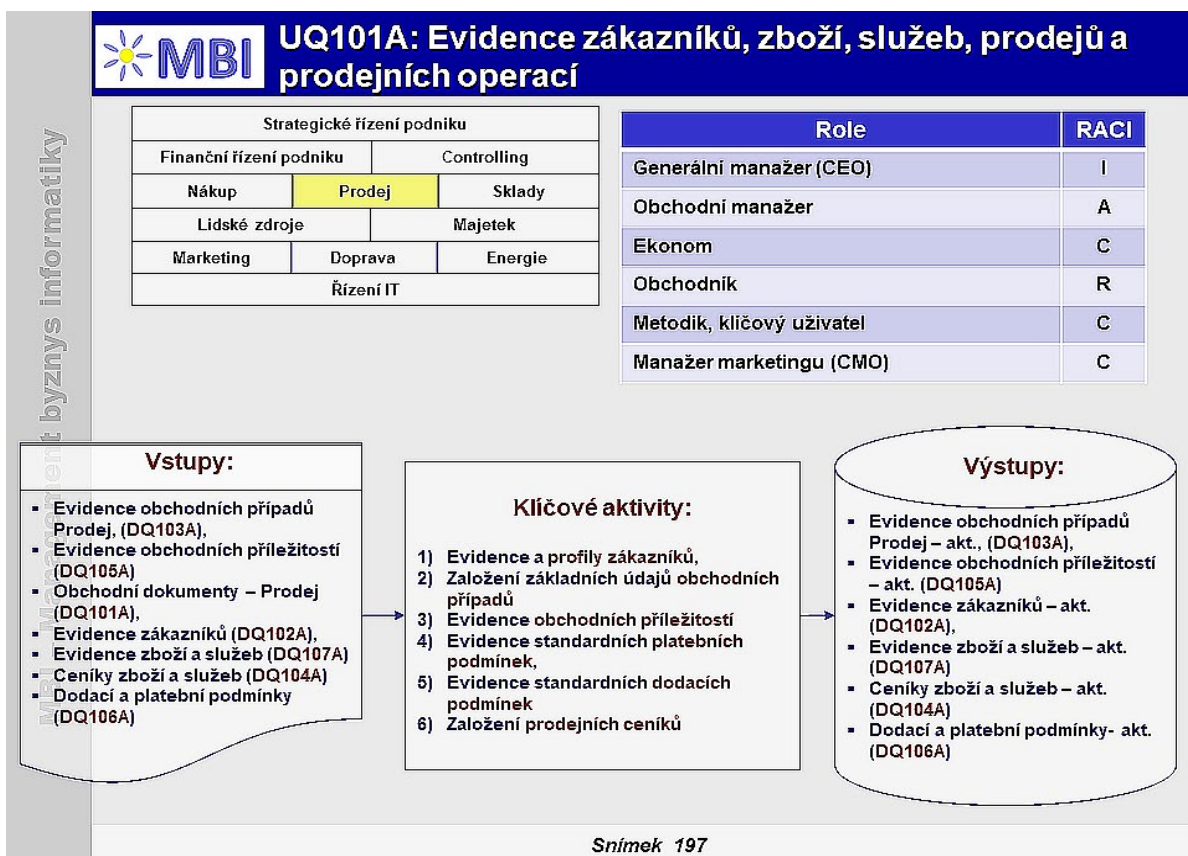 MBI
UQ101A: Evidence zákazníků, zboží, služeb, prodejů a
prodejních operací
MBI - Management byznys informatiky
Strategické řízení podniku
Finanční řízení podniku Controlling
Nákup Prodej Sklady
Lidské zdroje Majetek
Marketing Doprava Energie
Řízení IT
Role RACI
Generální manažer (CEO) I
Obchodní manažer A
Ekonom C
Obchodník R
Metodik, klíčový uživatel C
Manažer marketingu (CMO) C
Vstupy:
▪ Evidence obchodních případů
Prodej, (DQ103A),
▪ Evidence obchodních příležitostí
(DQ105A)
▪ Obchodní dokumenty – Prodej
(DQ101A),
▪ Evidence zákazníků (DQ102A),
▪ Evidence zboží a služeb (DQ107A)
▪ Ceníky zboží a služeb (DQ104A)
▪ Dodací a platební podmínky
(DQ106A)
Klíčové aktivity:
1) Evidence a profily zákazníků,
2) Založení základních údajů obchodních
případů
3) Evidence obchodních příležitostí
4) Evidence standardních platebních
podmínek,
5) Evidence standardních dodacích
podmínek
6) Založení prodejních ceníků
Výstupy:
▪ Evidence obchodních případů
Prodej – akt., (DQ103A),
▪ Evidence obchodních příležitostí
– akt. (DQ105A)
▪ Evidence zákazníků – akt.
(DQ102A),
▪ Evidence zboží a služeb – akt.
(DQ107A)
▪ Ceníky zboží a služeb – akt.
(DQ104A)
▪ Dodací a platební podmínky- akt.
(DQ106A)
Snímek 197